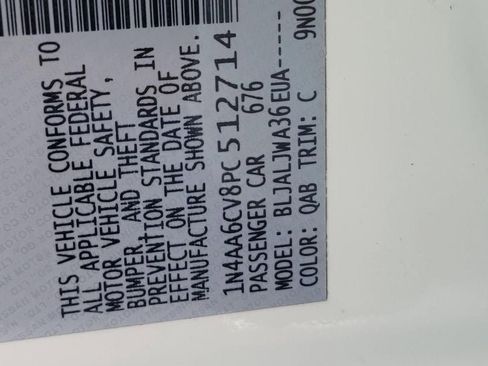 THIS VEHICLE CONFORMS TO
ALL APPLICABLE FEDERAL
MOTOR VEHICLE SAFETY,
BUMPER, AND THEFT
PREVENTION STANDARDS IN
EFFECT ON THE DATE OF
MANUFACTURE SHOWN ABOVE.
1N4AA6CV8PC512714
PASSENGER CAR 676
MODEL: BLJALJWA36EUA-----
COLOR: QAB TRIM: C 9N00